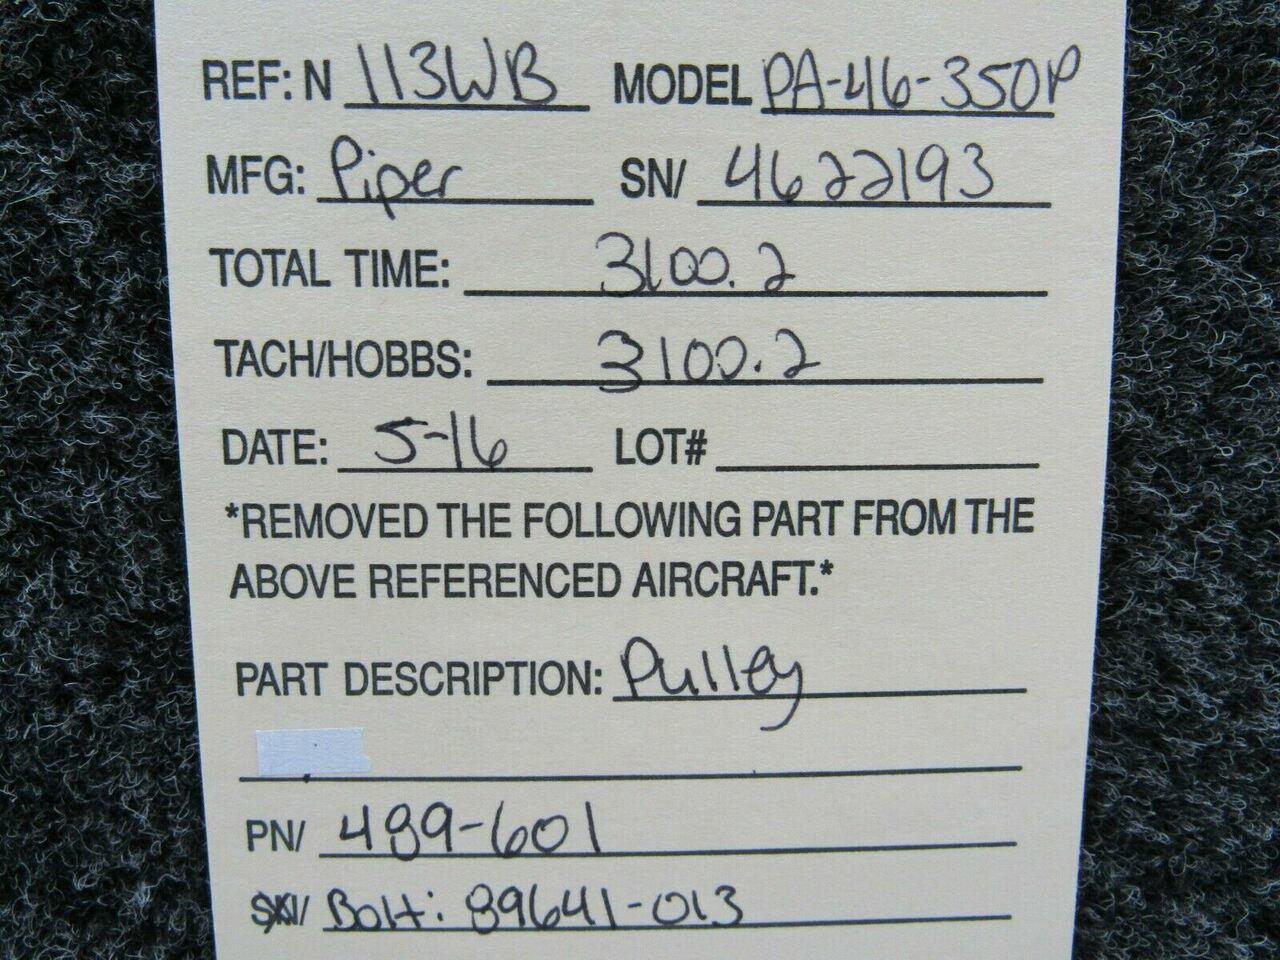 REF: N 113WB MODEL PA-46-350P
MFG: Piper SN/ 4622193
TOTAL TIME: 3100.2
TACH/HOBBS: 3100.2
DATE: 5-16 LOT#
*REMOVED THE FOLLOWING PART FROM THE
ABOVE REFERENCED AIRCRAFT.*
PART DESCRIPTION: Pulley
PN/ 489-601
SN/ Bolt: 89641-013